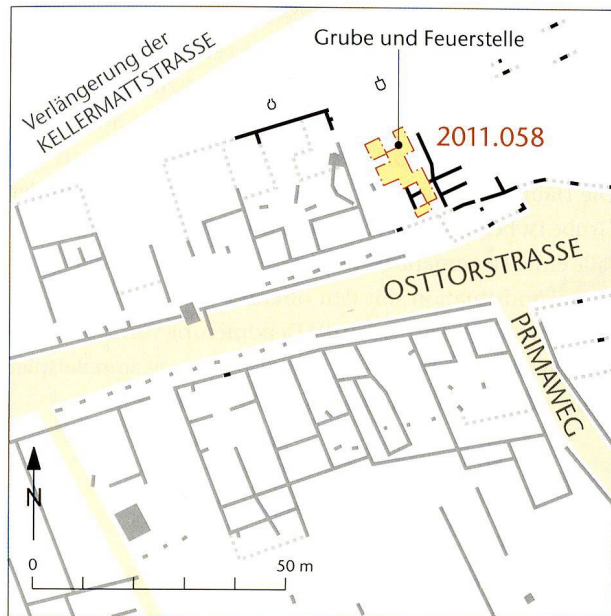 Verlängerung der
KELLERMATTSTRASSE
Grube und Feuerstelle
2011.058
OSTTORSTRASSE
PRIMAWEG
N
0
50 m